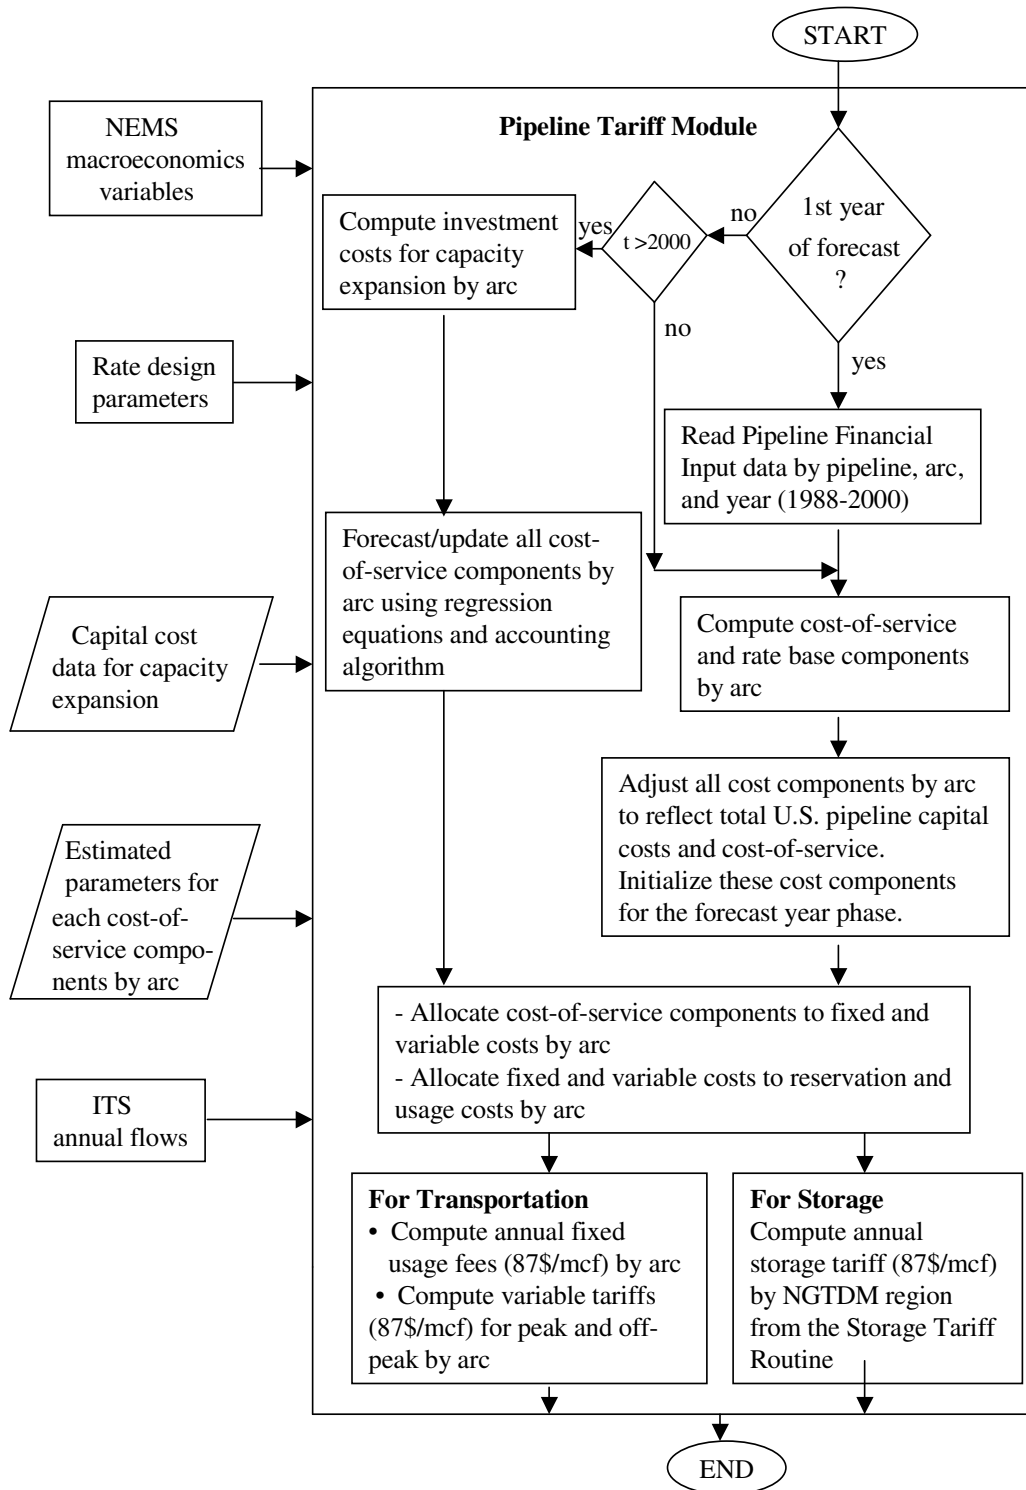 START
Pipeline Tariff Module
NEMS
macroeconomics
variables
Rate design
parameters
Capital cost
data for capacity
expansion
Estimated
parameters for
each cost-of-
service compo-
nents by arc
ITS
annual flows
1st year
of forecast
?
no
yes
t >2000
yes
no
Compute investment
costs for capacity
expansion by arc
Read Pipeline Financial
Input data by pipeline, arc,
and year (1988-2000)
Forecast/update all cost-
of-service components by
arc using regression
equations and accounting
algorithm
Compute cost-of-service
and rate base components
by arc
Adjust all cost components by arc
to reflect total U.S. pipeline capital
costs and cost-of-service.
Initialize these cost components
for the forecast year phase.
- Allocate cost-of-service components to fixed and
variable costs by arc
- Allocate fixed and variable costs to reservation and
usage costs by arc
For Transportation
• Compute annual fixed
usage fees (87$/mcf) by arc
• Compute variable tariffs
(87$/mcf) for peak and off-
peak by arc
For Storage
Compute annual
storage tariff (87$/mcf)
by NGTDM region
from the Storage Tariff
Routine
END